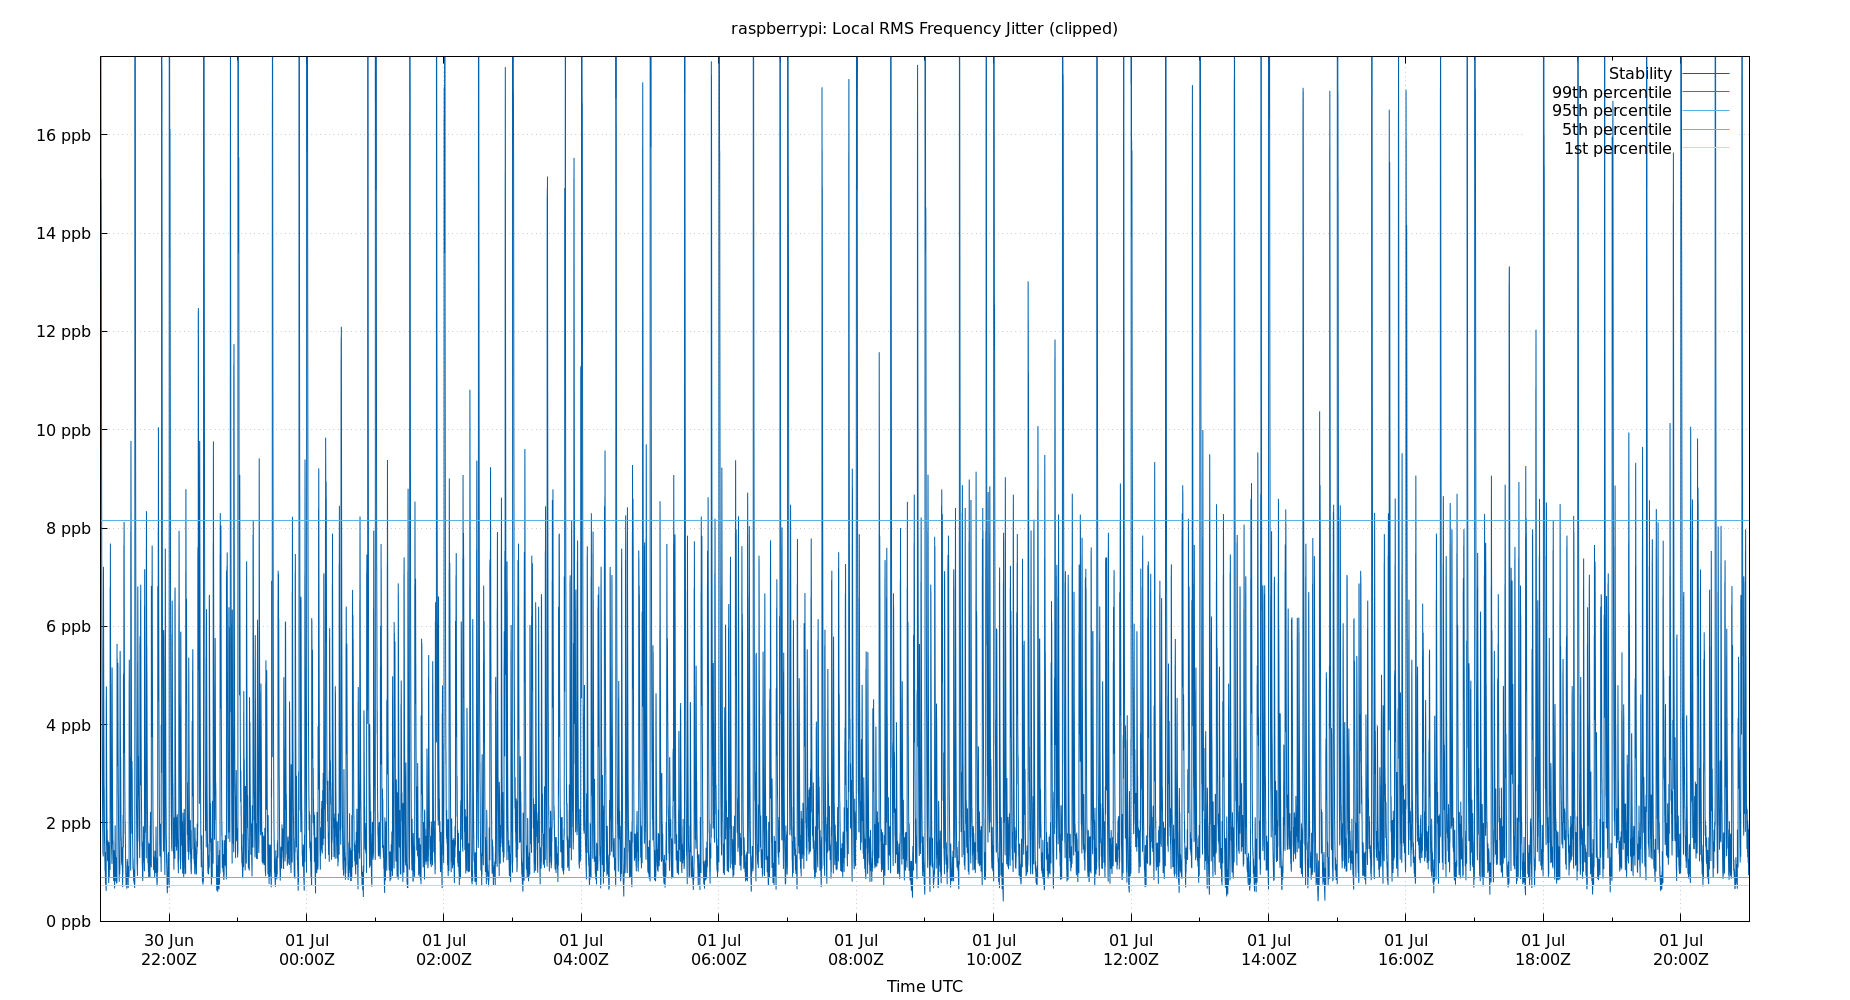 raspberrypi: Local RMS Frequency Jitter (clipped)
Stability
99th percentile
95th percentile
5th percentile
1st percentile
16 ppb
14 ppb
12 ppb
10 ppb
8 ppb
6 ppb
4 ppb
2 ppb
0 ppb
30 Jun 01 Jul 01 Jul 01 Jul 01 Jul 01 Jul 01 Jul 01 Jul 01 Jul 01 Jul 01 Jul 01 Jul
22:00Z 00:00Z 02:00Z 04:00Z 06:00Z 08:00Z 10:00Z 12:00Z 14:00Z 16:00Z 18:00Z 20:00Z
Time UTC